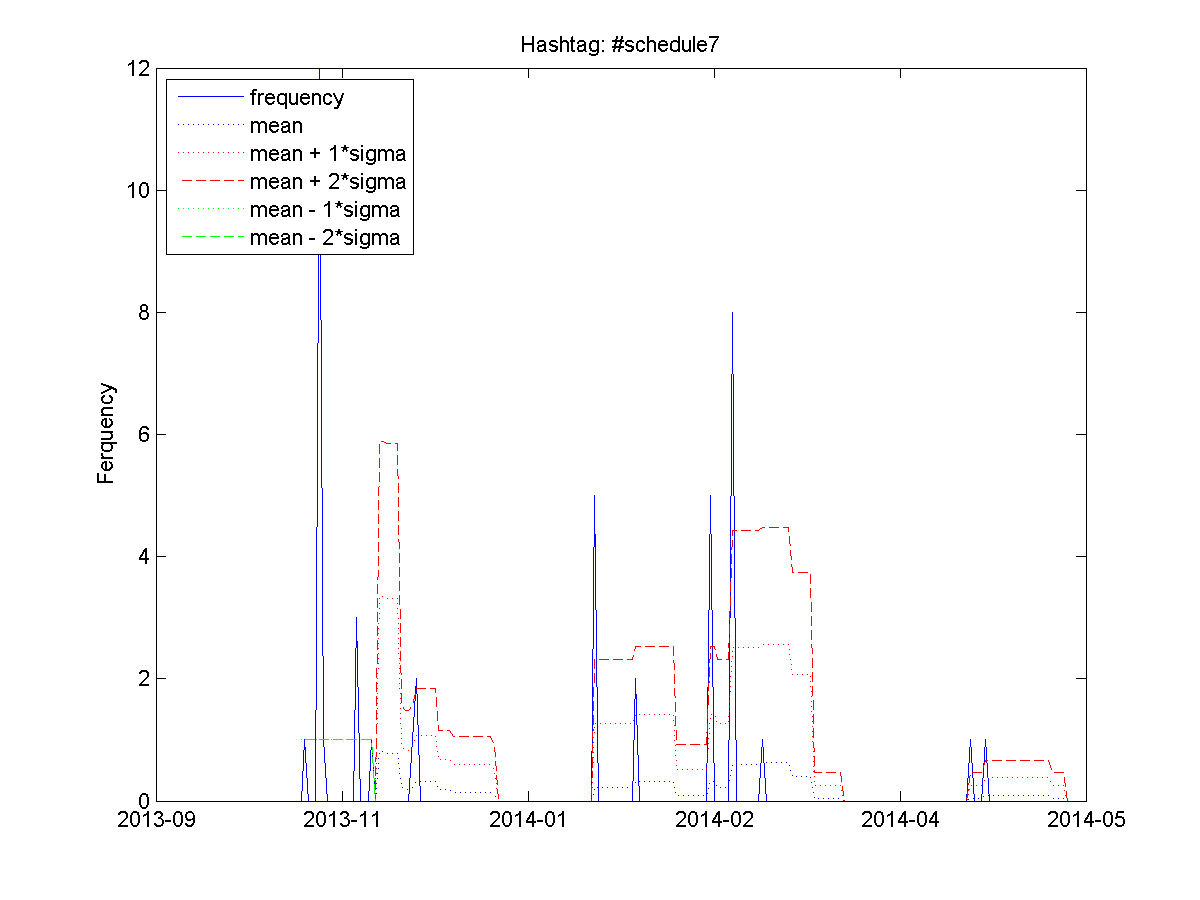 Hashtag: #schedule7
12
10
8
6
4
2
0
Ferquency
frequency
mean
mean + 1*sigma
mean + 2*sigma
mean - 1*sigma
mean - 2*sigma
2013-09 2013-11 2014-01 2014-02 2014-04 2014-05